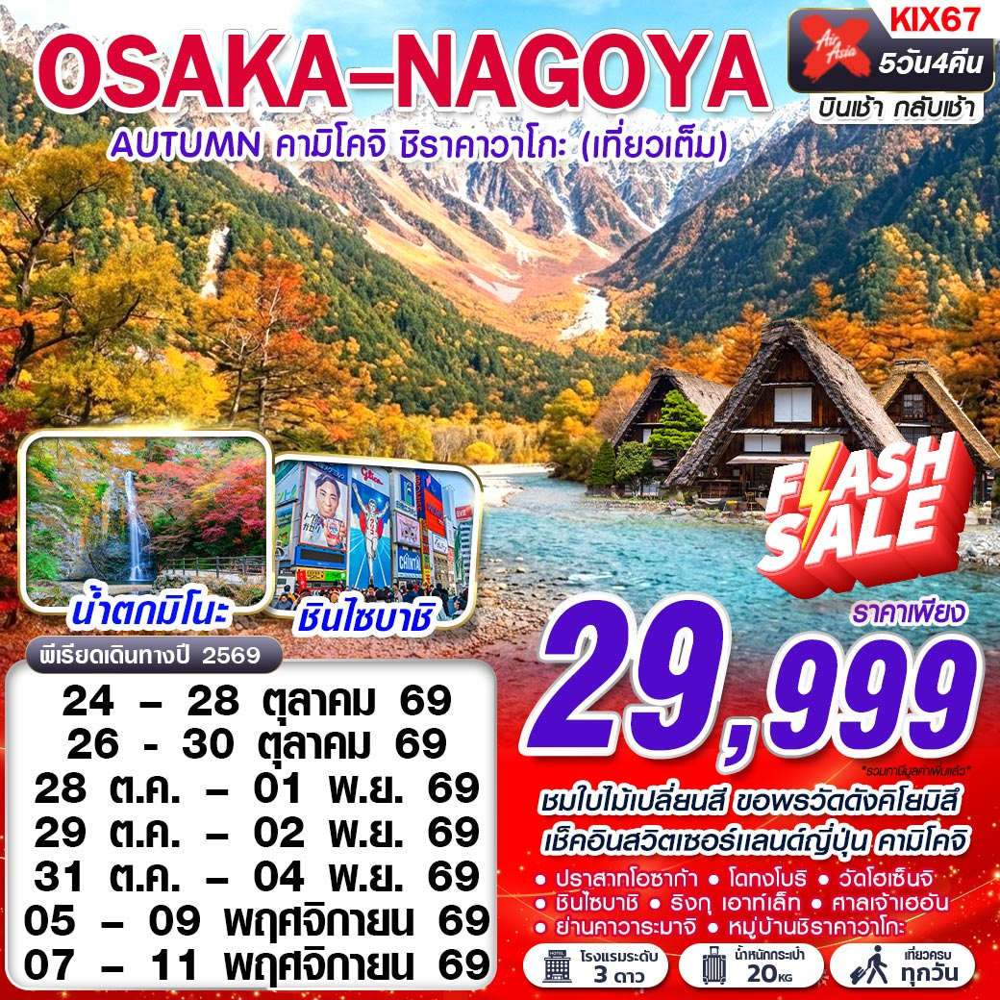 OSAKA–NAGOYA
AUTUMN คามิโคจิ ชิราคาวาโกะ (เที่ยวเต็ม)
Air Asia X
KIX67
5วัน4คืน
บินเช้า กลับเช้า
glico
น้ำตกมิโนะ
ชินไซบาชิ
FLASH
SALE
ราคาเพียง
29,999
*รวมภาษีมูลค่าเพิ่มแล้ว*
พีเรียดเดินทางปี 2569
24 – 28 ตุลาคม 69
26 - 30 ตุลาคม 69
28 ต.ค. – 01 พ.ย. 69
29 ต.ค. – 02 พ.ย. 69
31 ต.ค. – 04 พ.ย. 69
05 – 09 พฤศจิกายน 69
07 – 11 พฤศจิกายน 69
ชมใบไม้เปลี่ยนสี ขอพรวัดดังคิโยมิสึ
เช็คอินสวิตเซอร์แลนด์ญี่ปุ่น คามิโคจิ
• ปราสาทโอซาก้า • โดทงโบริ • วัดโฮเซ็นจิ
• ชินไซบาชิ • ริงกุ เอาท์เล็ท • ศาลเจ้าเฮอัน
• ย่านคาวาระมาจิ • หมู่บ้านชิราคาวาโกะ
HOTEL
โรงแรมระดับ
3 ดาว
น้ำหนักกระเป๋า
20KG
เที่ยวครบ
ทุกวัน